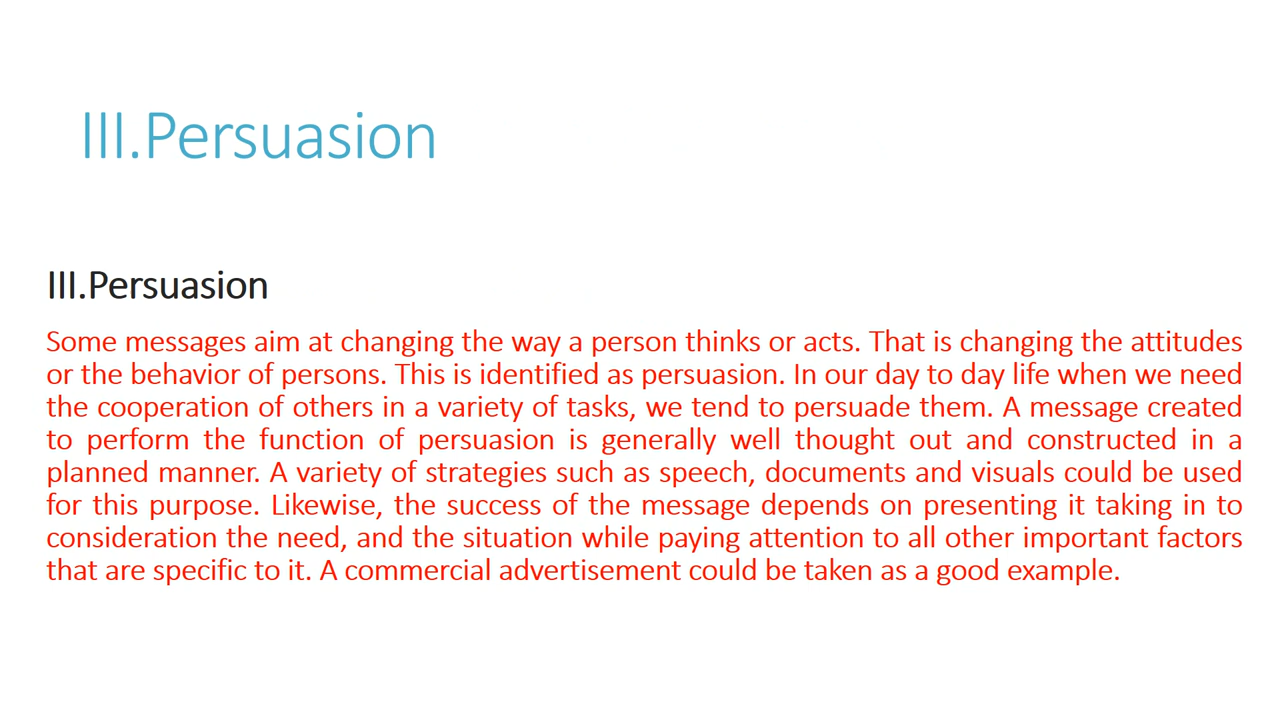 III.Persuasion
III.Persuasion
Some messages aim at changing the way a person thinks or acts. That is changing the attitudes
or the behavior of persons. This is identified as persuasion. In our day to day life when we need
the cooperation of others in a variety of tasks, we tend to persuade them. A message created
to perform the function of persuasion is generally well thought out and constructed in a
planned manner. A variety of strategies such as speech, documents and visuals could be used
for this purpose. Likewise, the success of the message depends on presenting it taking in to
consideration the need, and the situation while paying attention to all other important factors
that are specific to it. A commercial advertisement could be taken as a good example.